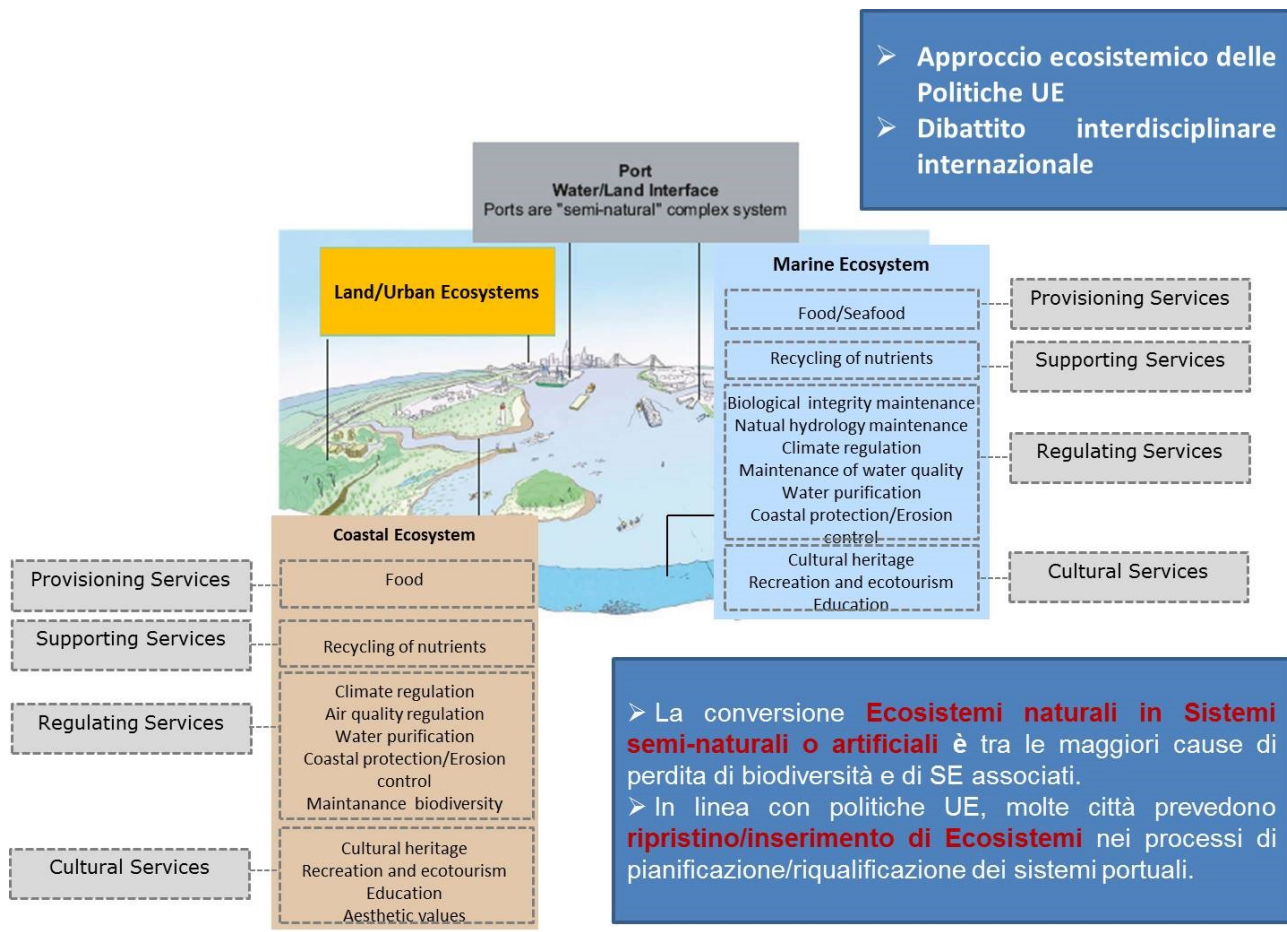 ➢ Approccio ecosistemico delle
Politiche UE
➢ Dibattito interdisciplinare
internazionale
Port
Water/Land Interface
Ports are "semi-natural" complex system
Land/Urban Ecosystems
Marine Ecosystem
Food/Seafood
Provisioning Services
Recycling of nutrients
Supporting Services
Biological integrity maintenance
Natual hydrology maintenance
Climate regulation
Maintenance of water quality
Water purification
Coastal protection/Erosion
control
Regulating Services
Cultural heritage
Recreation and ecotourism
Education
Cultural Services
Coastal Ecosystem
Provisioning Services
Food
Supporting Services
Recycling of nutrients
Regulating Services
Climate regulation
Air quality regulation
Water purification
Coastal protection/Erosion
control
Maintanance biodiversity
Cultural Services
Cultural heritage
Recreation and ecotourism
Education
Aesthetic values
➢ La conversione Ecosistemi naturali in Sistemi
semi-naturali o artificiali è tra le maggiori cause di
perdita di biodiversità e di SE associati.
➢ In linea con politiche UE, molte città prevedono
ripristino/inserimento di Ecosistemi nei processi di
pianificazione/riqualificazione dei sistemi portuali.